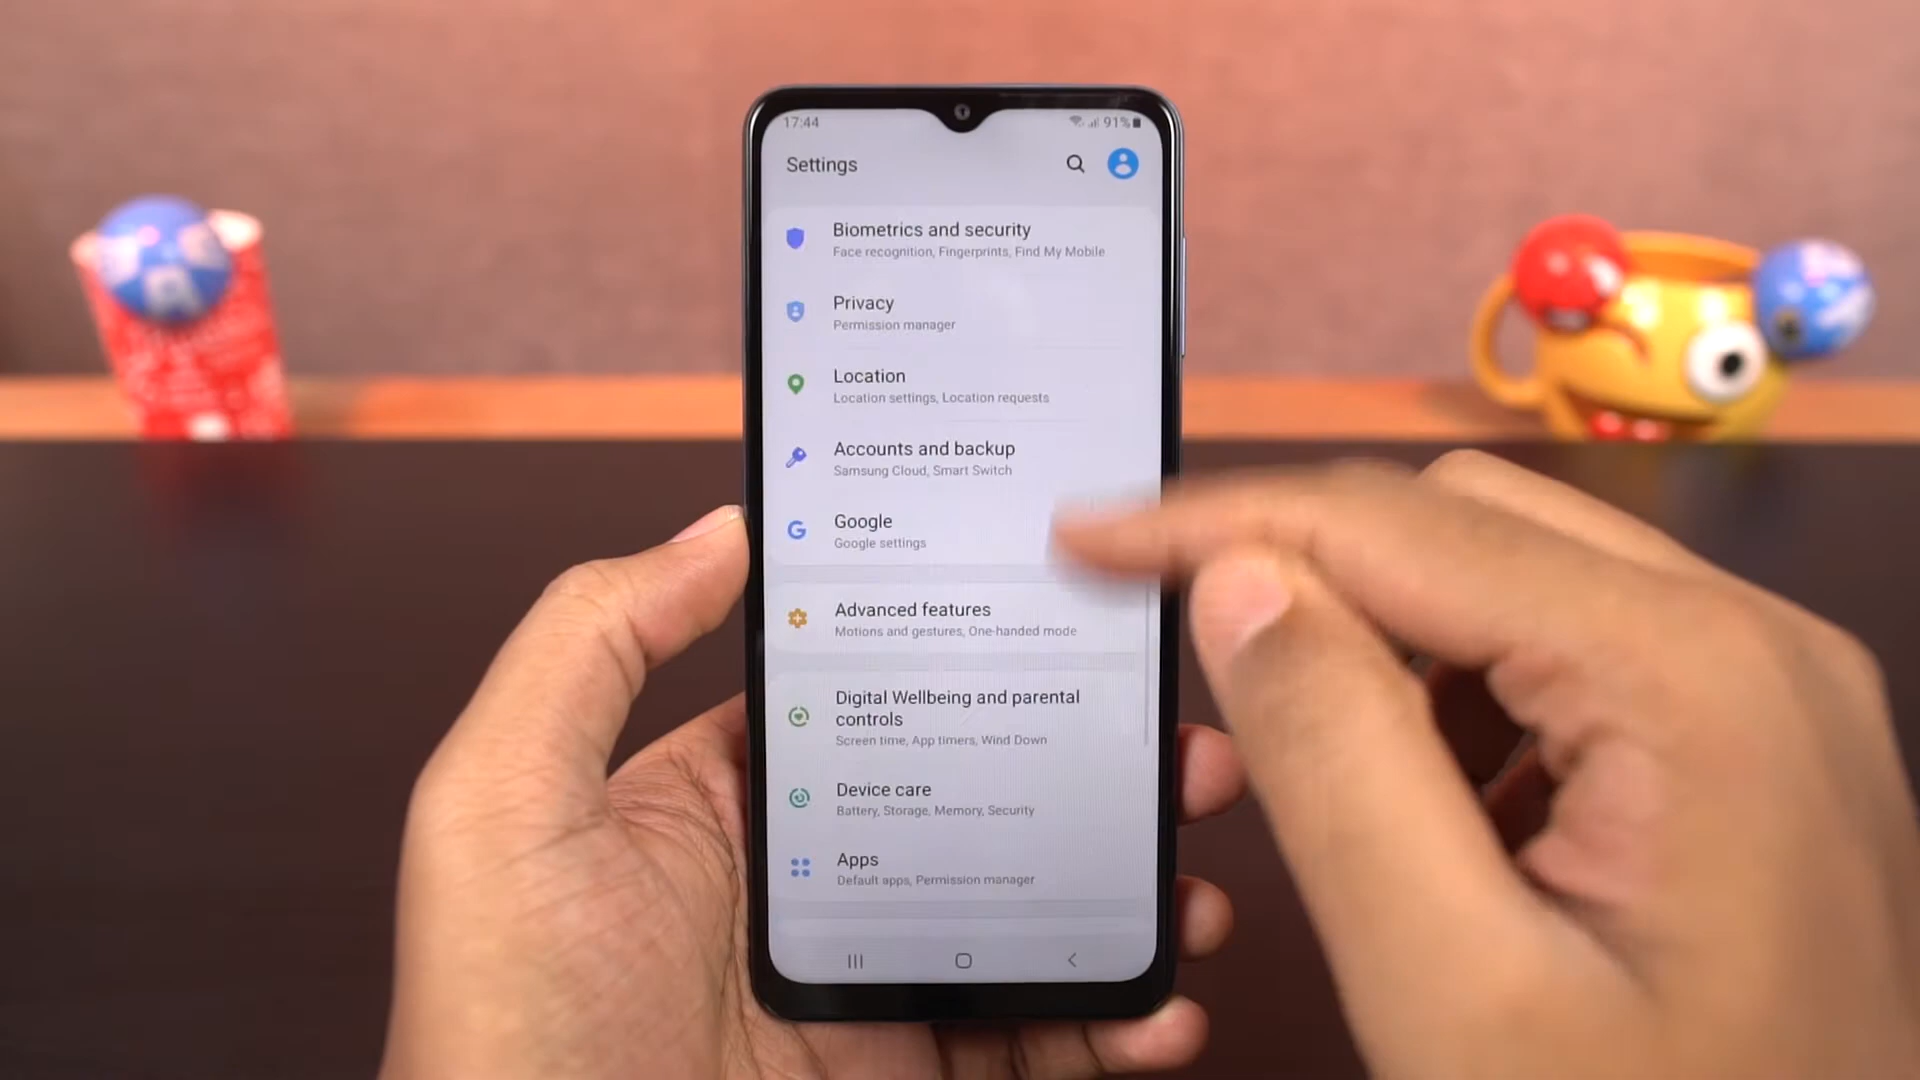 17:44
91%
Settings
Biometrics and security
Face recognition, Fingerprints, Find My Mobile
Privacy
Permission manager
Location
Location settings, Location requests
Accounts and backup
Samsung Cloud, Smart Switch
Google
Google settings
Advanced features
Motions and gestures, One-handed mode
Digital Wellbeing and parental
controls
Screen time, App timers, Wind Down
Device care
Battery, Storage, Memory, Security
Apps
Default apps, Permission manager